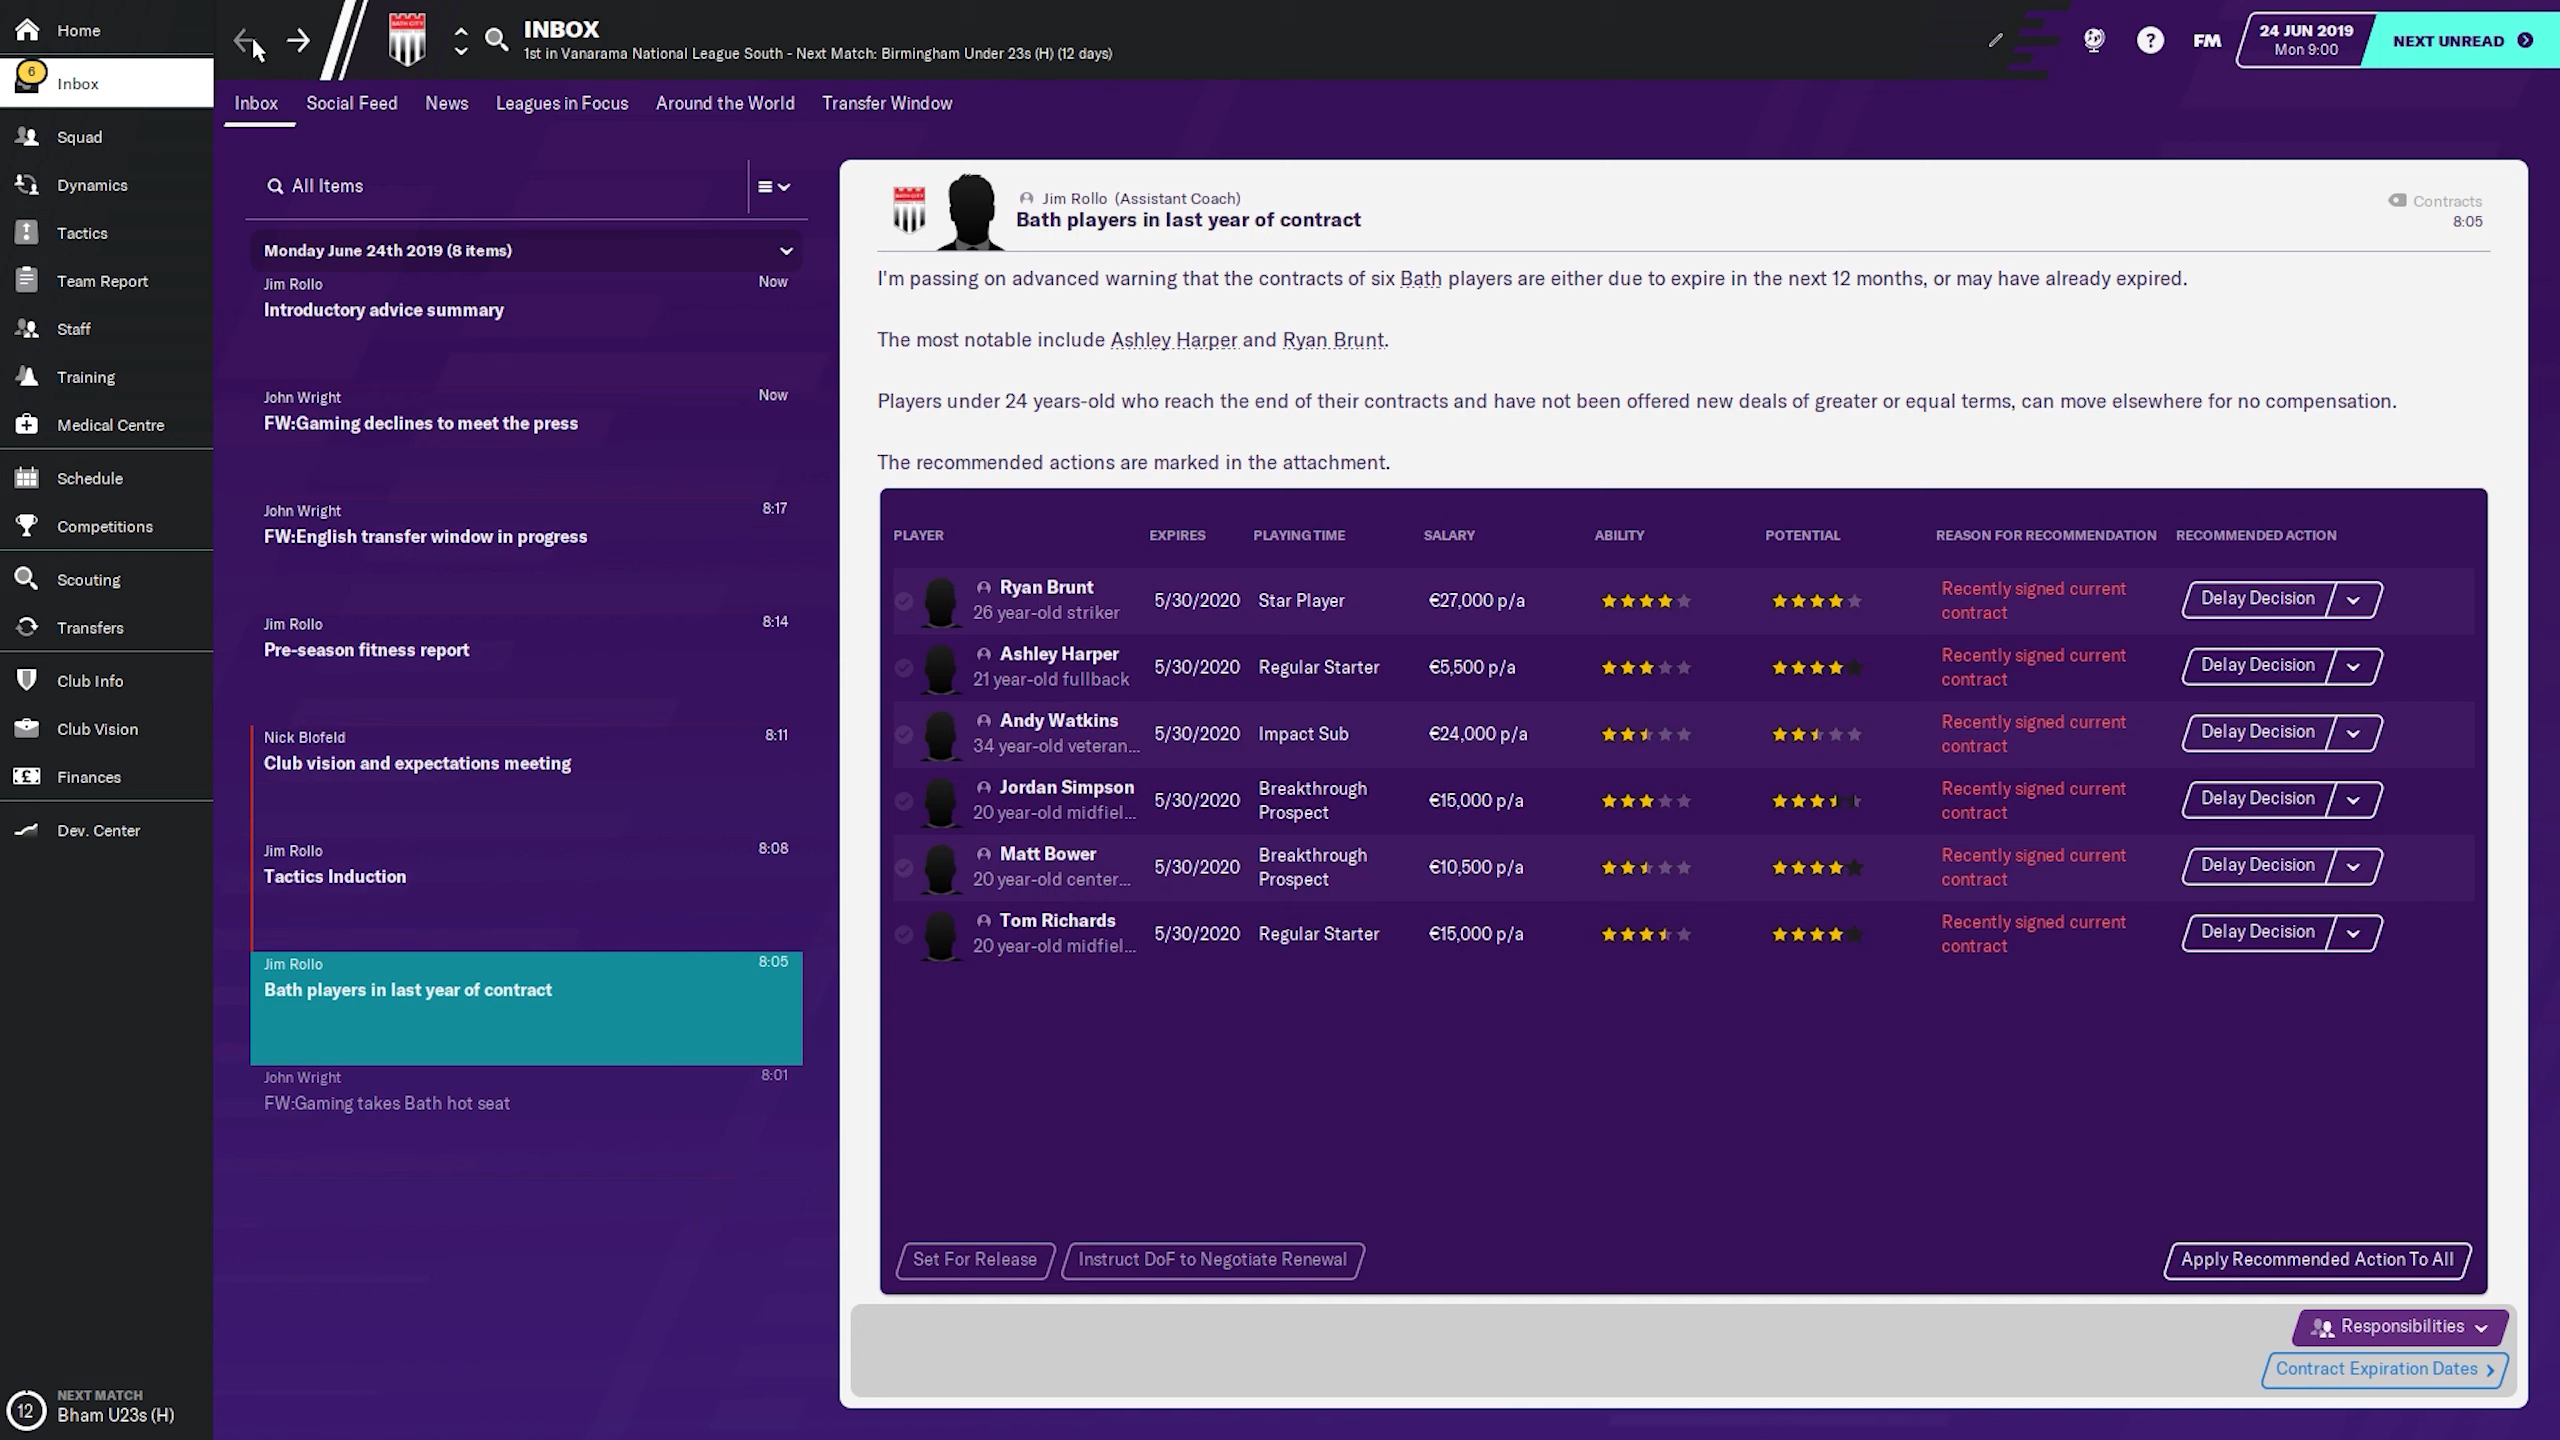 Home
6
Inbox
Squad
Dynamics
Tactics
Team Report
Staff
Training
Medical Centre
Schedule
Competitions
Scouting
Transfers
Club Info
Club Vision
Finances
Dev. Center
12
NEXT MATCH
Bham U23s (H)
BATH CITY
INBOX
1st in Vanarama National League South - Next Match: Birmingham Under 23s (H) (12 days)
?
FM
24 JUN 2019
Mon 9:00
NEXT UNREAD
Inbox Social Feed News Leagues in Focus Around the World Transfer Window
All Items
Monday June 24th 2019 (8 items)
Jim Rollo Now
Introductory advice summary
John Wright Now
FW:Gaming declines to meet the press
John Wright 8:17
FW:English transfer window in progress
Jim Rollo 8:14
Pre-season fitness report
Nick Blofeld 8:11
Club vision and expectations meeting
Jim Rollo 8:08
Tactics Induction
Jim Rollo 8:05
Bath players in last year of contract
John Wright 8:01
FW:Gaming takes Bath hot seat
BATH CITY
Jim Rollo (Assistant Coach)
Bath players in last year of contract
Contracts
8:05
I'm passing on advanced warning that the contracts of six Bath players are either due to expire in the next 12 months, or may have already expired.
The most notable include Ashley Harper and Ryan Brunt.
Players under 24 years-old who reach the end of their contracts and have not been offered new deals of greater or equal terms, can move elsewhere for no compensation.
The recommended actions are marked in the attachment.
PLAYER EXPIRES PLAYING TIME SALARY ABILITY POTENTIAL REASON FOR RECOMMENDATION RECOMMENDED ACTION
Ryan Brunt
26 year-old striker
5/30/2020 Star Player €27,000 p/a
Recently signed current
contract
Delay Decision
Ashley Harper
21 year-old fullback
5/30/2020 Regular Starter €5,500 p/a
Recently signed current
contract
Delay Decision
Andy Watkins
34 year-old veteran...
5/30/2020 Impact Sub €24,000 p/a
Recently signed current
contract
Delay Decision
Jordan Simpson
20 year-old midfiel...
5/30/2020
Breakthrough
Prospect
€15,000 p/a
Recently signed current
contract
Delay Decision
Matt Bower
20 year-old center...
5/30/2020
Breakthrough
Prospect
€10,500 p/a
Recently signed current
contract
Delay Decision
Tom Richards
20 year-old midfiel...
5/30/2020 Regular Starter €15,000 p/a
Recently signed current
contract
Delay Decision
Set For Release
Instruct DoF to Negotiate Renewal
Apply Recommended Action To All
Responsibilities
Contract Expiration Dates